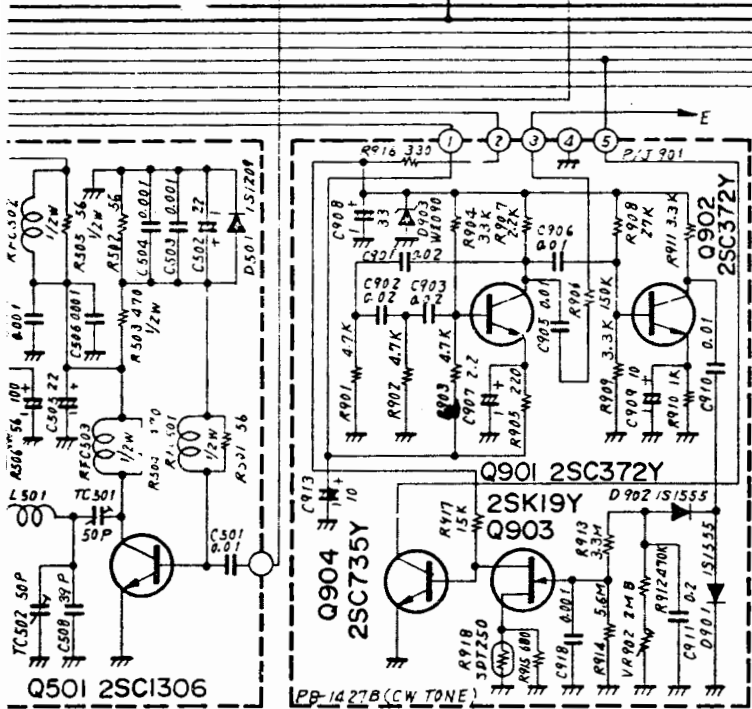 E
1
2
3
4
5
P/J 901
R916 330
RFC502
1/2W
R505 56
1/2W
R502 56
C504 0.001
C503 0.001
C502 22
D501 1S1209
C908 33
D903 WZ090
R904 3.3K
R907 2.2K
C906
0.01
R908 27K
R911 3.3K
Q902
2SC372Y
C901 0.02
C902
0.02
C903
0.02
C905 0.01
R906 150K
0.001
C506 0.001
R503 470
1/2W
R901 4.7K
R902 4.7K
4.7K
C907 2.2
R905 220
R909 3.3K
C909 10
R910 1K
C910 0.01
R506 56
100
C505 22
RFC503
1/2W
1/2W
R501 56
Q901 2SC372Y
2SK19Y
Q903
D902 1S1555
L501
TC501
50P
C501
0.01
C913
10
Q904
2SC735Y
R917
15K
R913
3.3M
R912 470K
1S1555
D901
TC502 50P
C508 39P
R918
SDT250
R915 680
C918 0.001
R914 5.6M
VR902 2MB
C911 0.2
Q501 2SC1306
PB-1427B (CW TONE)